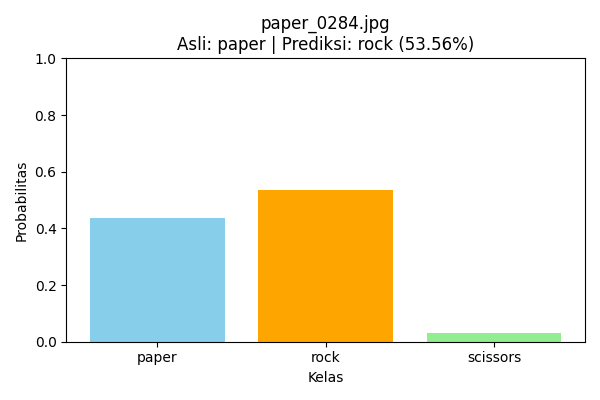 paper_0284.jpg
Asli: paper | Prediksi: rock (53.56%)
1.0
0.8
0.6
0.4
0.2
0.0
Probabilitas
paper rock scissors
Kelas